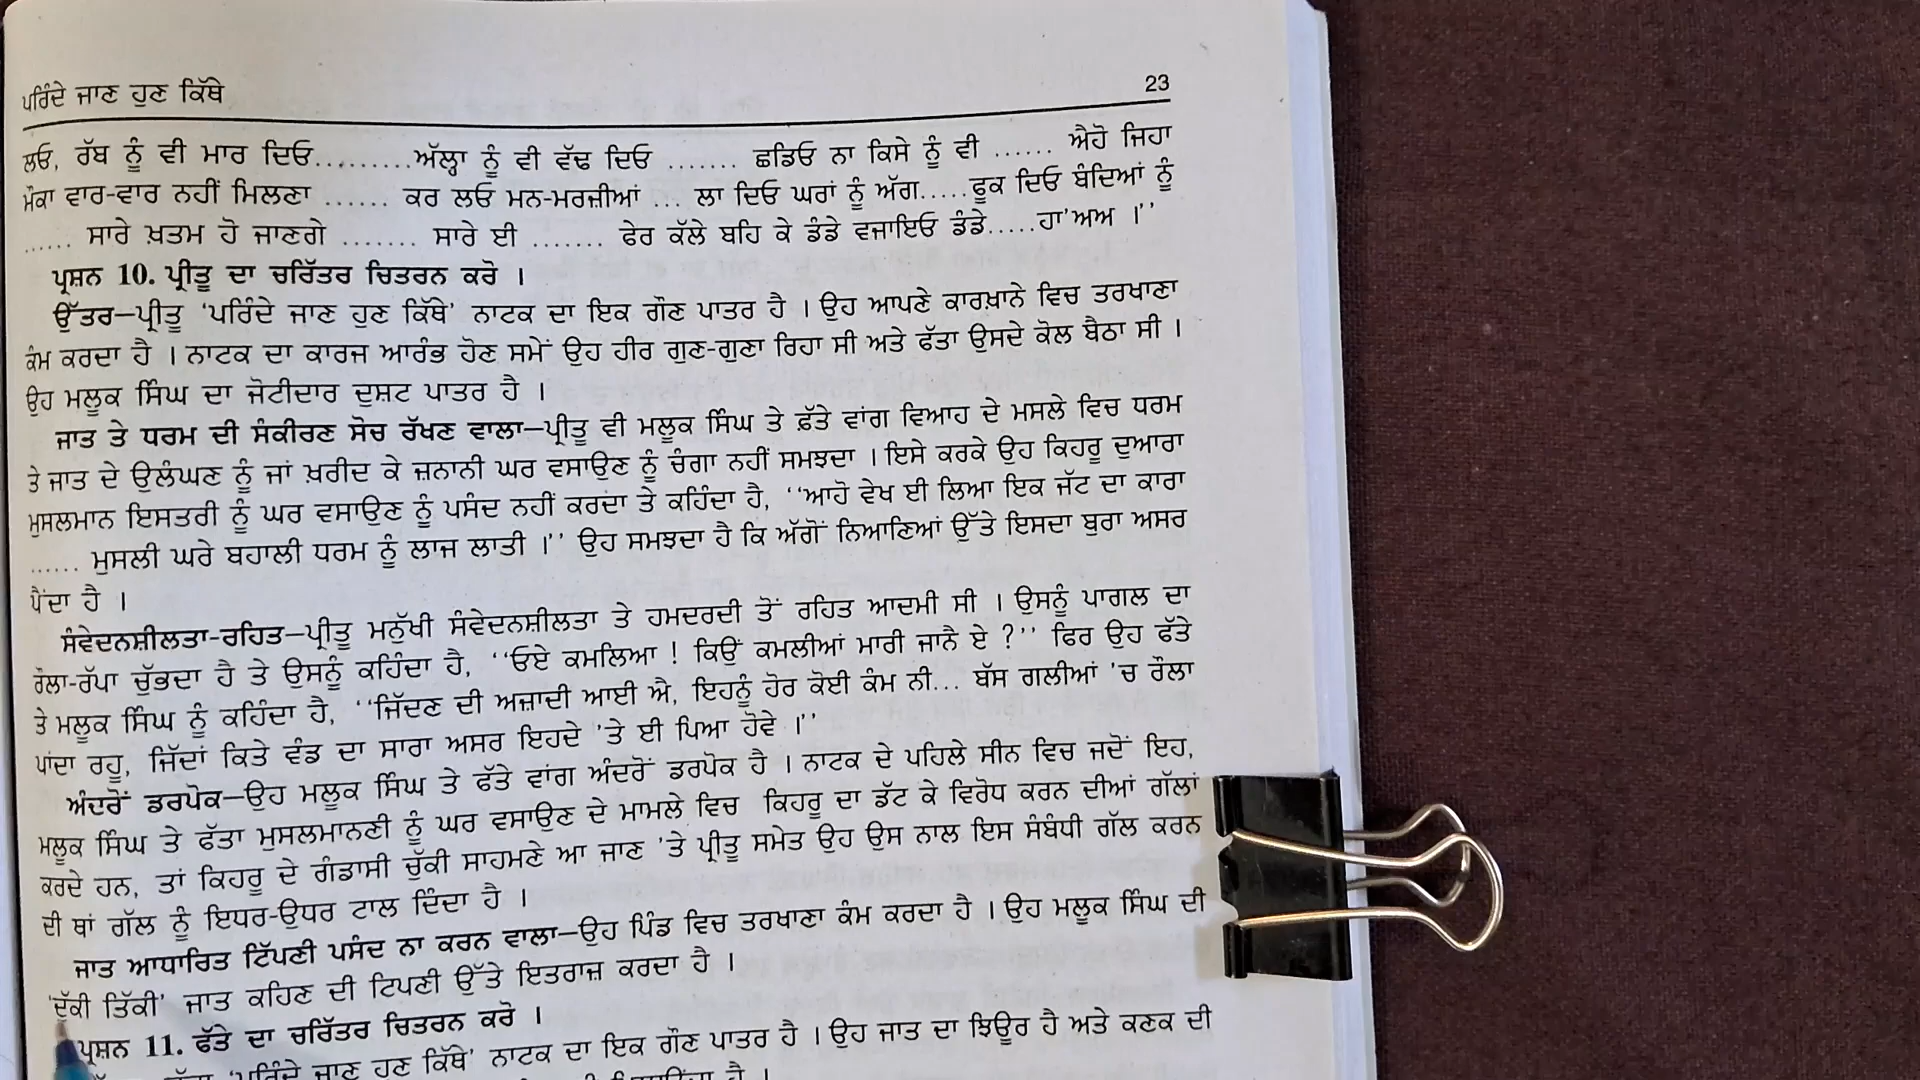 ਪਰਿੰਦੇ ਜਾਣ ਹੁਣ ਕਿੱਥੇ 23
ਲਓ, ਰੱਬ ਨੂੰ ਵੀ ਮਾਰ ਦਿਓ.........ਅੱਲ੍ਹਾ ਨੂੰ ਵੀ ਵੱਢ ਦਿਓ ....... ਛਡਿਓ ਨਾ ਕਿਸੇ ਨੂੰ ਵੀ ...... ਐਹੋ ਜਿਹਾ
ਮੌਕਾ ਵਾਰ-ਵਾਰ ਨਹੀਂ ਮਿਲਣਾ ...... ਕਰ ਲਓ ਮਨ-ਮਰਜ਼ੀਆਂ ... ਲਾ ਦਿਓ ਘਰਾਂ ਨੂੰ ਅੱਗ.....ਫੂਕ ਦਿਓ ਬੰਦਿਆਂ ਨੂੰ
...... ਸਾਰੇ ਖ਼ਤਮ ਹੋ ਜਾਣਗੇ ....... ਸਾਰੇ ਈ ....... ਫੇਰ ਕੱਲੇ ਬਹਿ ਕੇ ਡੰਡੇ ਵਜਾਇਓ ਡੰਡੇ.....ਹਾ'ਅਅ ।''
ਪ੍ਰਸ਼ਨ 10. ਪ੍ਰੀਤੂ ਦਾ ਚਰਿੱਤਰ ਚਿਤਰਨ ਕਰੋ ।
ਉੱਤਰ—ਪ੍ਰੀਤੂ 'ਪਰਿੰਦੇ ਜਾਣ ਹੁਣ ਕਿੱਥੇ' ਨਾਟਕ ਦਾ ਇਕ ਗੌਣ ਪਾਤਰ ਹੈ । ਉਹ ਆਪਣੇ ਕਾਰਖ਼ਾਨੇ ਵਿਚ ਤਰਖਾਣਾ
ਕੰਮ ਕਰਦਾ ਹੈ । ਨਾਟਕ ਦਾ ਕਾਰਜ ਆਰੰਭ ਹੋਣ ਸਮੇਂ ਉਹ ਹੀਰ ਗੁਣ-ਗੁਣਾ ਰਿਹਾ ਸੀ ਅਤੇ ਫੱਤਾ ਉਸਦੇ ਕੋਲ ਬੈਠਾ ਸੀ ।
ਉਹ ਮਲੂਕ ਸਿੰਘ ਦਾ ਜੋਟੀਦਾਰ ਦੁਸ਼ਟ ਪਾਤਰ ਹੈ ।
ਜਾਤ ਤੇ ਧਰਮ ਦੀ ਸੰਕੀਰਣ ਸੋਚ ਰੱਖਣ ਵਾਲਾ—ਪ੍ਰੀਤੂ ਵੀ ਮਲੂਕ ਸਿੰਘ ਤੇ ਫ਼ੱਤੇ ਵਾਂਗ ਵਿਆਹ ਦੇ ਮਸਲੇ ਵਿਚ ਧਰਮ
ਤੇ ਜਾਤ ਦੇ ਉਲੰਘਣ ਨੂੰ ਜਾਂ ਖ਼ਰੀਦ ਕੇ ਜ਼ਨਾਨੀ ਘਰ ਵਸਾਉਣ ਨੂੰ ਚੰਗਾ ਨਹੀਂ ਸਮਝਦਾ । ਇਸੇ ਕਰਕੇ ਉਹ ਕਿਹਰੂ ਦੁਆਰਾ
ਮੁਸਲਮਾਨ ਇਸਤਰੀ ਨੂੰ ਘਰ ਵਸਾਉਣ ਨੂੰ ਪਸੰਦ ਨਹੀਂ ਕਰਦਾ ਤੇ ਕਹਿੰਦਾ ਹੈ, ''ਆਹੋ ਵੇਖ ਈ ਲਿਆ ਇਕ ਜੱਟ ਦਾ ਕਾਰਾ
...... ਮੁਸਲੀ ਘਰੇ ਬਹਾਲੀ ਧਰਮ ਨੂੰ ਲਾਜ ਲਾਤੀ ।'' ਉਹ ਸਮਝਦਾ ਹੈ ਕਿ ਅੱਗੋਂ ਨਿਆਣਿਆਂ ਉੱਤੇ ਇਸਦਾ ਬੁਰਾ ਅਸਰ
ਪੈਂਦਾ ਹੈ ।
ਸੰਵੇਦਨਸ਼ੀਲਤਾ-ਰਹਿਤ—ਪ੍ਰੀਤੂ ਮਨੁੱਖੀ ਸੰਵੇਦਨਸ਼ੀਲਤਾ ਤੇ ਹਮਦਰਦੀ ਤੋਂ ਰਹਿਤ ਆਦਮੀ ਸੀ । ਉਸਨੂੰ ਪਾਗਲ ਦਾ
ਰੌਲਾ-ਰੱਪਾ ਚੁੱਭਦਾ ਹੈ ਤੇ ਉਸਨੂੰ ਕਹਿੰਦਾ ਹੈ, ''ਓਏ ਕਮਲਿਆ ! ਕਿਉਂ ਕਮਲੀਆਂ ਮਾਰੀ ਜਾਨੈ ਏ ?'' ਫਿਰ ਉਹ ਫੱਤੇ
ਤੇ ਮਲੂਕ ਸਿੰਘ ਨੂੰ ਕਹਿੰਦਾ ਹੈ, ''ਜਿੱਦਣ ਦੀ ਅਜ਼ਾਦੀ ਆਈ ਐ, ਇਹਨੂੰ ਹੋਰ ਕੋਈ ਕੰਮ ਨੀ... ਬੱਸ ਗਲੀਆਂ 'ਚ ਰੌਲਾ
ਪਾਂਦਾ ਰਹੂ, ਜਿੱਦਾਂ ਕਿਤੇ ਵੰਡ ਦਾ ਸਾਰਾ ਅਸਰ ਇਹਦੇ 'ਤੇ ਈ ਪਿਆ ਹੋਵੇ ।''
ਅੰਦਰੋਂ ਡਰਪੋਕ—ਉਹ ਮਲੂਕ ਸਿੰਘ ਤੇ ਫੱਤੇ ਵਾਂਗ ਅੰਦਰੋਂ ਡਰਪੋਕ ਹੈ । ਨਾਟਕ ਦੇ ਪਹਿਲੇ ਸੀਨ ਵਿਚ ਜਦੋਂ ਇਹ,
ਮਲੂਕ ਸਿੰਘ ਤੇ ਫੱਤਾ ਮੁਸਲਮਾਨਣੀ ਨੂੰ ਘਰ ਵਸਾਉਣ ਦੇ ਮਾਮਲੇ ਵਿਚ ਕਿਹਰੂ ਦਾ ਡੱਟ ਕੇ ਵਿਰੋਧ ਕਰਨ ਦੀਆਂ ਗੱਲਾਂ
ਕਰਦੇ ਹਨ, ਤਾਂ ਕਿਹਰੂ ਦੇ ਗੰਡਾਸੀ ਚੁੱਕੀ ਸਾਹਮਣੇ ਆ ਜਾਣ 'ਤੇ ਪ੍ਰੀਤੂ ਸਮੇਤ ਉਹ ਉਸ ਨਾਲ ਇਸ ਸੰਬੰਧੀ ਗੱਲ ਕਰਨ
ਦੀ ਥਾਂ ਗੱਲ ਨੂੰ ਇਧਰ-ਉਧਰ ਟਾਲ ਦਿੰਦਾ ਹੈ ।
ਜਾਤ ਆਧਾਰਿਤ ਟਿੱਪਣੀ ਪਸੰਦ ਨਾ ਕਰਨ ਵਾਲਾ—ਉਹ ਪਿੰਡ ਵਿਚ ਤਰਖਾਣਾ ਕੰਮ ਕਰਦਾ ਹੈ । ਉਹ ਮਲੂਕ ਸਿੰਘ ਦੀ
'ਦੁੱਕੀ ਤਿੱਕੀ' ਜਾਤ ਕਹਿਣ ਦੀ ਟਿਪਣੀ ਉੱਤੇ ਇਤਰਾਜ਼ ਕਰਦਾ ਹੈ ।
ਪ੍ਰਸ਼ਨ 11. ਫੱਤੇ ਦਾ ਚਰਿੱਤਰ ਚਿਤਰਨ ਕਰੋ ।
'ਪਰਿੰਦੇ ਜਾਣ ਹੁਣ ਕਿੱਥੇ' ਨਾਟਕ ਦਾ ਇਕ ਗੌਣ ਪਾਤਰ ਹੈ । ਉਹ ਜਾਤ ਦਾ ਝਿਊਰ ਹੈ ਅਤੇ ਕਣਕ ਦੀ